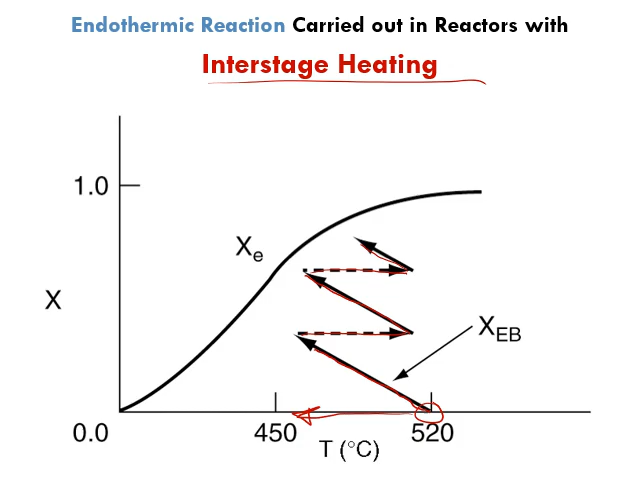 Endothermic Reaction Carried out in Reactors with
Interstage Heating
1.0
Xe
X
XEB
0.0
450
520
T (°C)